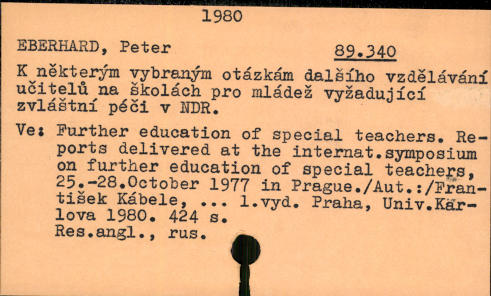 1980
EBERHARD, Peter 89.340
K některým vybraným otázkám dalšího vzdělávání
učitelů na školách pro mládež vyžadující
zvláštní péči v NDR.
Ve: Further education of special teachers. Re-
ports delivered at the internat.symposium
on further education of special teachers,
25.-28.October 1977 in Prague./Aut.:/Fran-
tišek Kábele, ... 1.vyd. Praha, Univ.Kar-
lova 1980. 424 s.
Res.angl., rus.